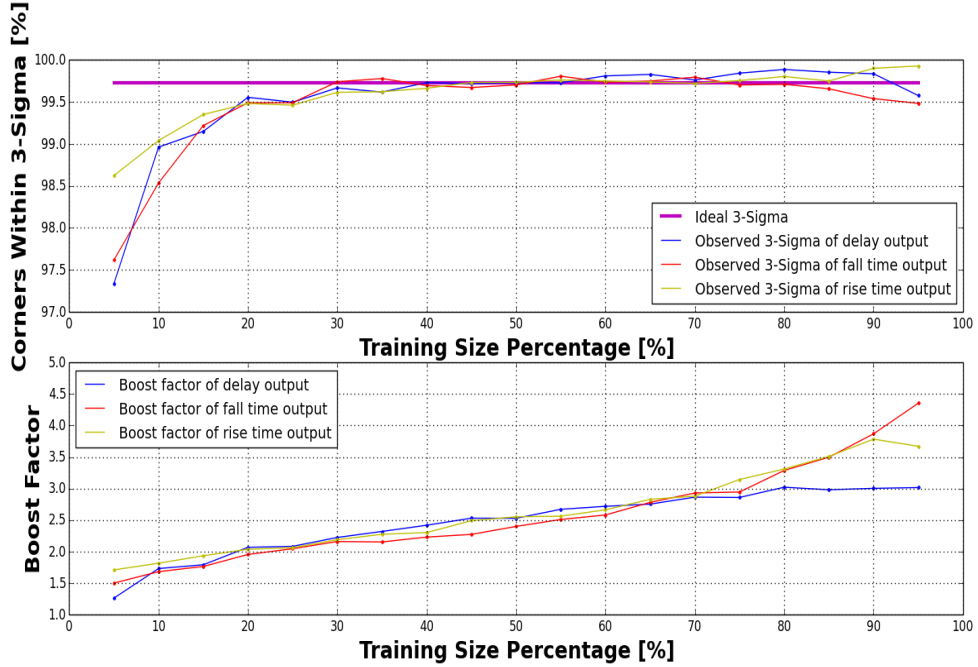 Corners Within 3-Sigma [%]
100.0
99.5
99.0
98.5
98.0
97.5
97.0
0 10 20 30 40 50 60 70 80 90 100
Ideal 3-Sigma
Observed 3-Sigma of delay output
Observed 3-Sigma of fall time output
Observed 3-Sigma of rise time output
Training Size Percentage [%]
Boost Factor
5.0
4.5
4.0
3.5
3.0
2.5
2.0
1.5
1.0
Boost factor of delay output
Boost factor of fall time output
Boost factor of rise time output
0 10 20 30 40 50 60 70 80 90 100
Training Size Percentage [%]